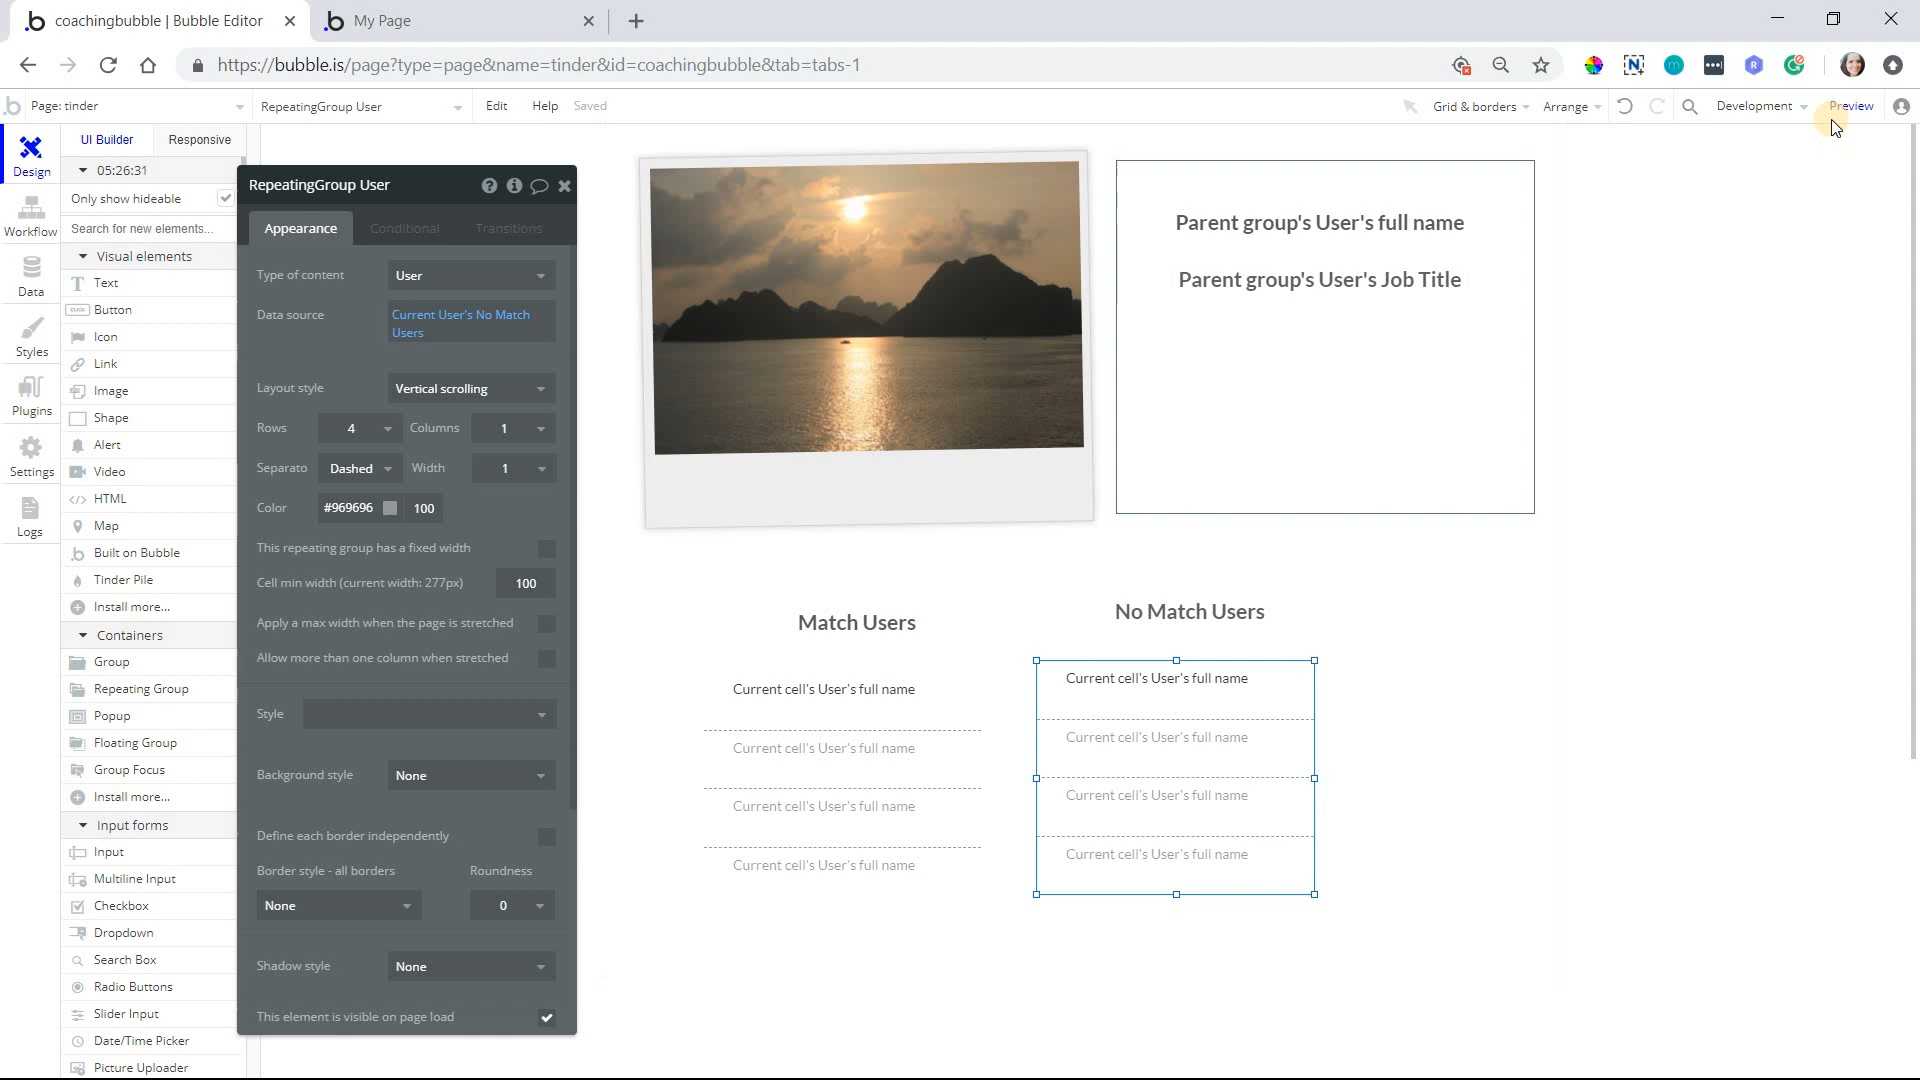 coachingbubble | Bubble Editor
My Page
https://bubble.is/page?type=page&name=tinder&id=coachingbubble&tab=tabs-1
Page: tinder
RepeatingGroup User
Edit
Help
Saved
Grid & borders
Arrange
Development
Preview
Design
Workflow
Data
Styles
Plugins
Settings
Logs
UI Builder
Responsive
05:26:31
Only show hideable
Search for new elements...
Visual elements
Text
Button
Icon
Link
Image
Shape
Alert
Video
HTML
Map
Built on Bubble
Tinder Pile
Install more...
Containers
Group
Repeating Group
Popup
Floating Group
Group Focus
Install more...
Input forms
Input
Multiline Input
Checkbox
Dropdown
Search Box
Radio Buttons
Slider Input
Date/Time Picker
Picture Uploader
RepeatingGroup User
Appearance
Conditional
Transitions
Type of content
User
Data source
Current User's No Match
Users
Layout style
Vertical scrolling
Rows
4
Columns
1
Separato
Dashed
Width
1
Color
#969696
100
This repeating group has a fixed width
Cell min width (current width: 277px)
100
Apply a max width when the page is stretched
Allow more than one column when stretched
Style
Background style
None
Define each border independently
Border style - all borders
Roundness
None
0
Shadow style
None
This element is visible on page load
Parent group's User's full name
Parent group's User's Job Title
Match Users
Current cell's User's full name
Current cell's User's full name
Current cell's User's full name
Current cell's User's full name
No Match Users
Current cell's User's full name
Current cell's User's full name
Current cell's User's full name
Current cell's User's full name